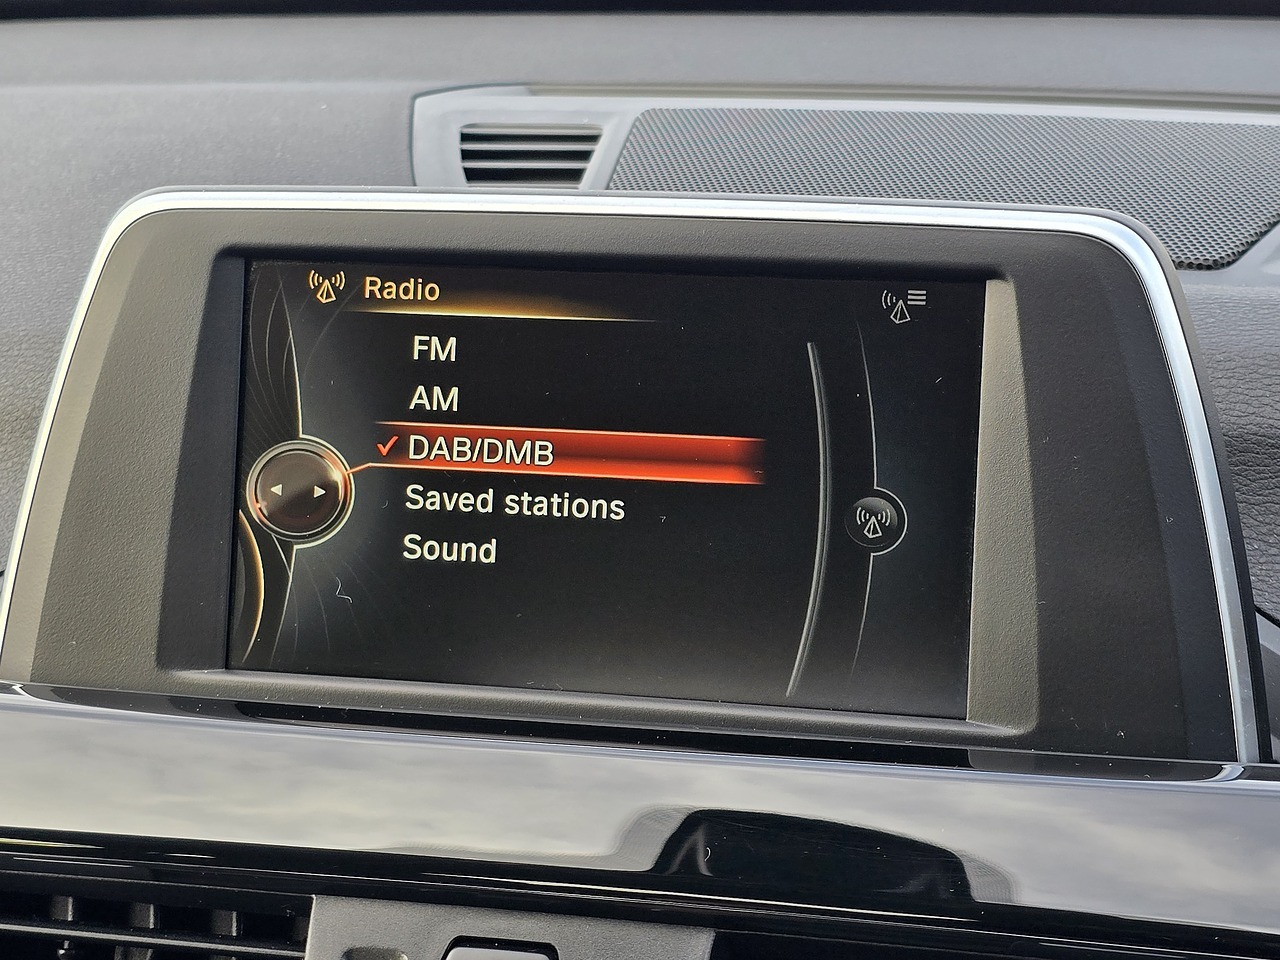 Radio
FM
AM
DAB/DMB
Saved stations
Sound